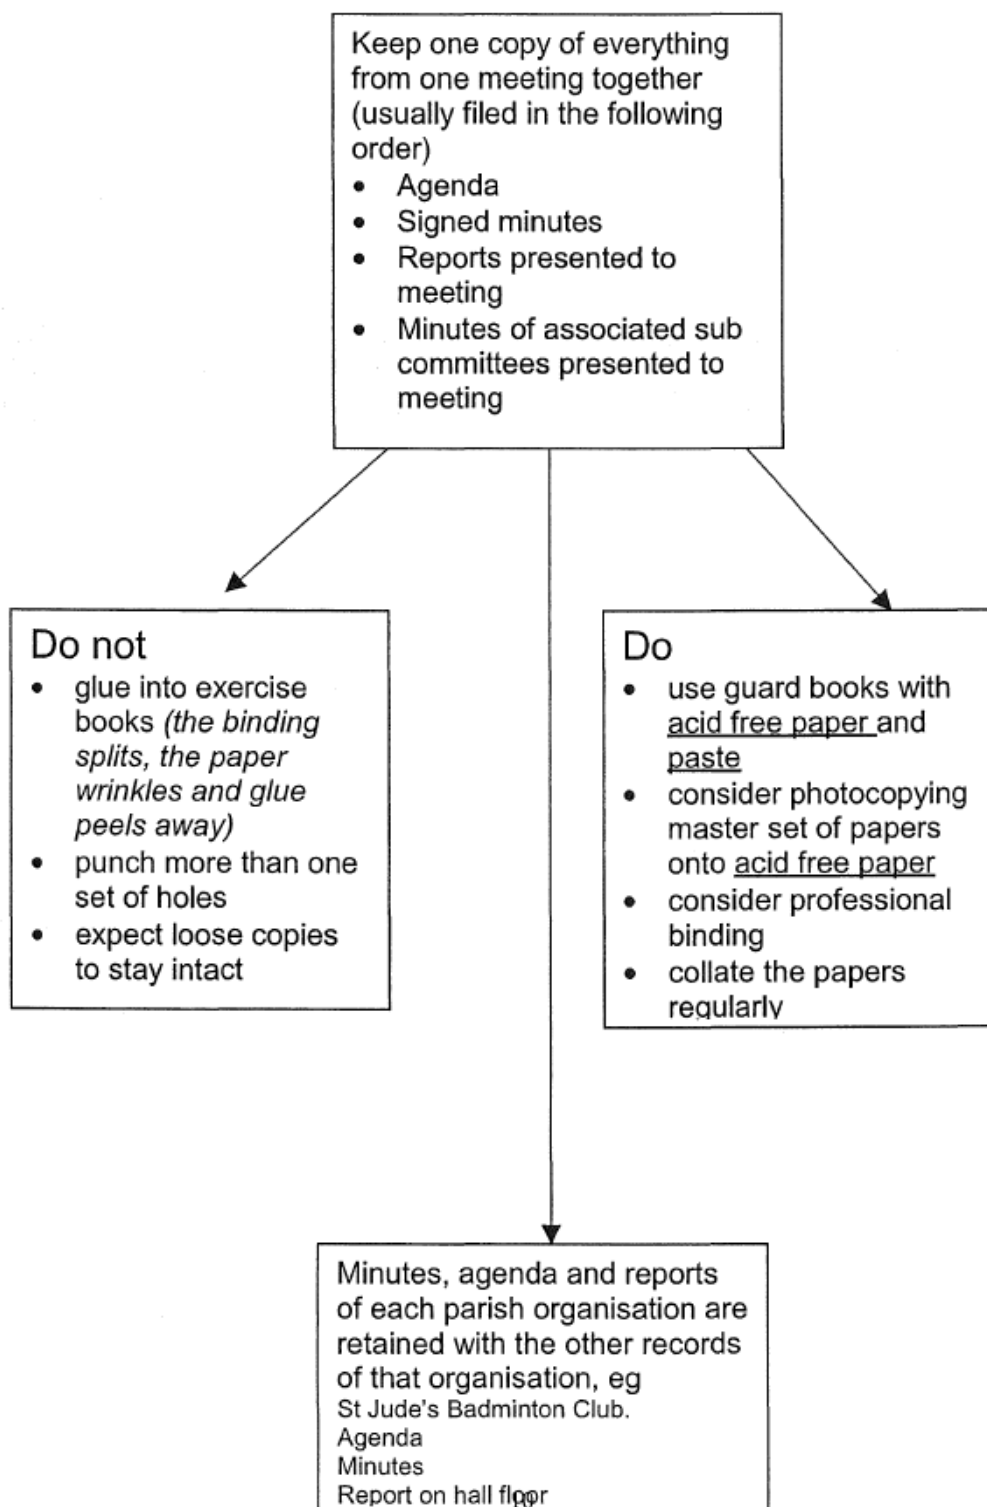 Keep one copy of everything
from one meeting together
(usually filed in the following
order)
• Agenda
• Signed minutes
• Reports presented to
meeting
• Minutes of associated sub
committees presented to
meeting
Do not
• glue into exercise
books (the binding
splits, the paper
wrinkles and glue
peels away)
• punch more than one
set of holes
• expect loose copies
to stay intact
Do
• use guard books with
acid free paper and
paste
• consider photocopying
master set of papers
onto acid free paper
• consider professional
binding
• collate the papers
regularly
Minutes, agenda and reports
of each parish organisation are
retained with the other records
of that organisation, eg
St Jude's Badminton Club.
Agenda
Minutes
Report on hall floor